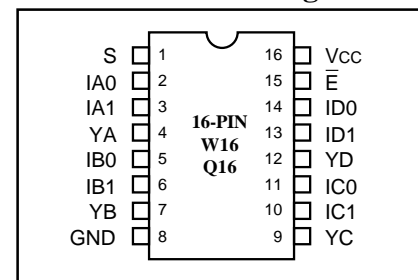 S 1 16 Vcc
IA0 2 15 E̅
IA1 3 14 ID0
YA 4 16-PIN 13 ID1
IB0 5 W16 12 YD
IB1 6 Q16 11 IC0
YB 7 10 IC1
GND 8 9 YC